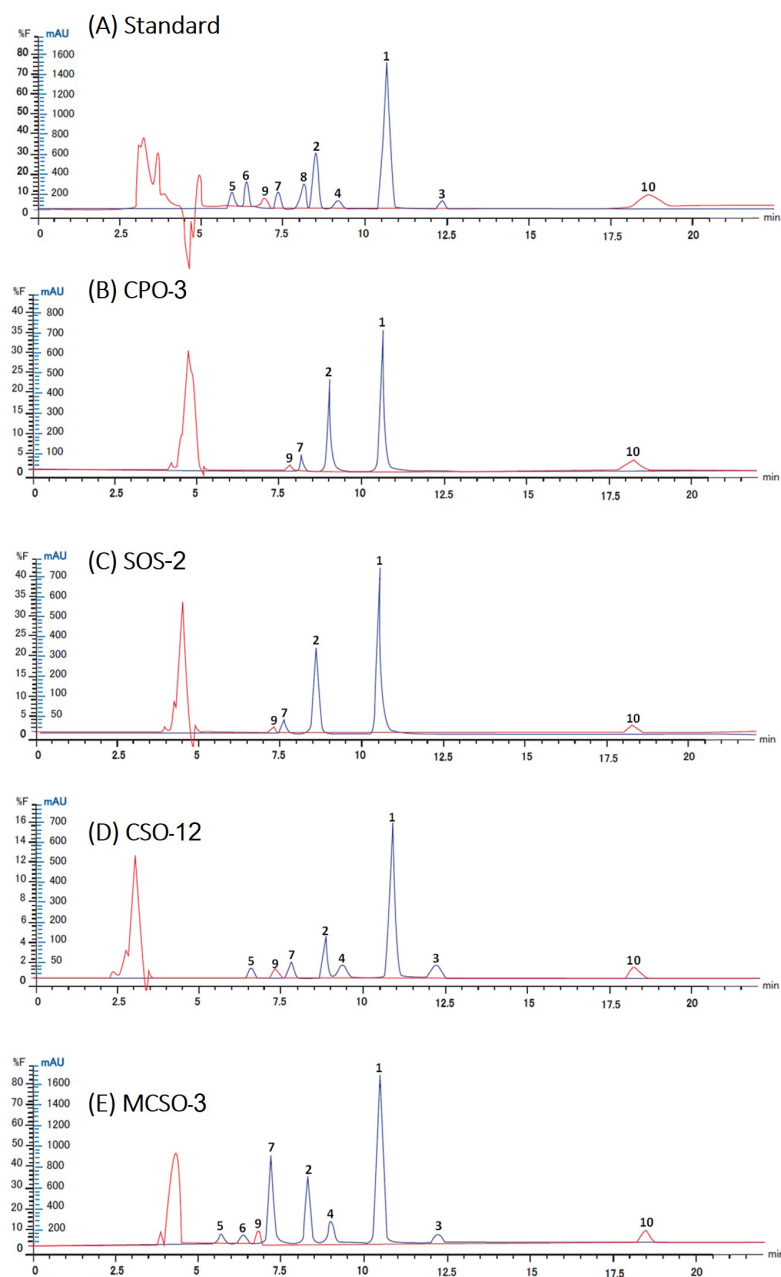 (A) Standard
%F mAU
1
80 1600
70 1400
60 1200
50 1000
40 800
30 600
20 400
10 200
0
2
8
6
5 9 7 4 3 10
0 2.5 5 7.5 10 12.5 15 17.5 20 min
(B) CPO-3
%F mAU
40 800
35 700
30 600
25 500
20 400
15 300
10 200
5 100
0
1
2
9 7 10
0 2.5 5 7.5 10 12.5 15 17.5 20 min
(C) SOS-2
%F mAU
40 700
35 600
30 500
25 400
20 300
15 200
10 100
5 50
0
1
2
9 7 10
0 2.5 5 7.5 10 12.5 15 17.5 20 min
(D) CSO-12
%F mAU
16 700
14 600
12 500
10 400
8 300
6 200
4 100
2 50
0
1
2
5 9 7 4 3 10
0 2.5 5 7.5 10 12.5 15 17.5 20 min
(E) MCSO-3
%F mAU
80 1600
70 1400
60 1200
50 1000
40 800
30 600
20 400
10 200
0
1
7
2
5 6 9 4 3 10
0 2.5 5 7.5 10 12.5 15 17.5 20 min